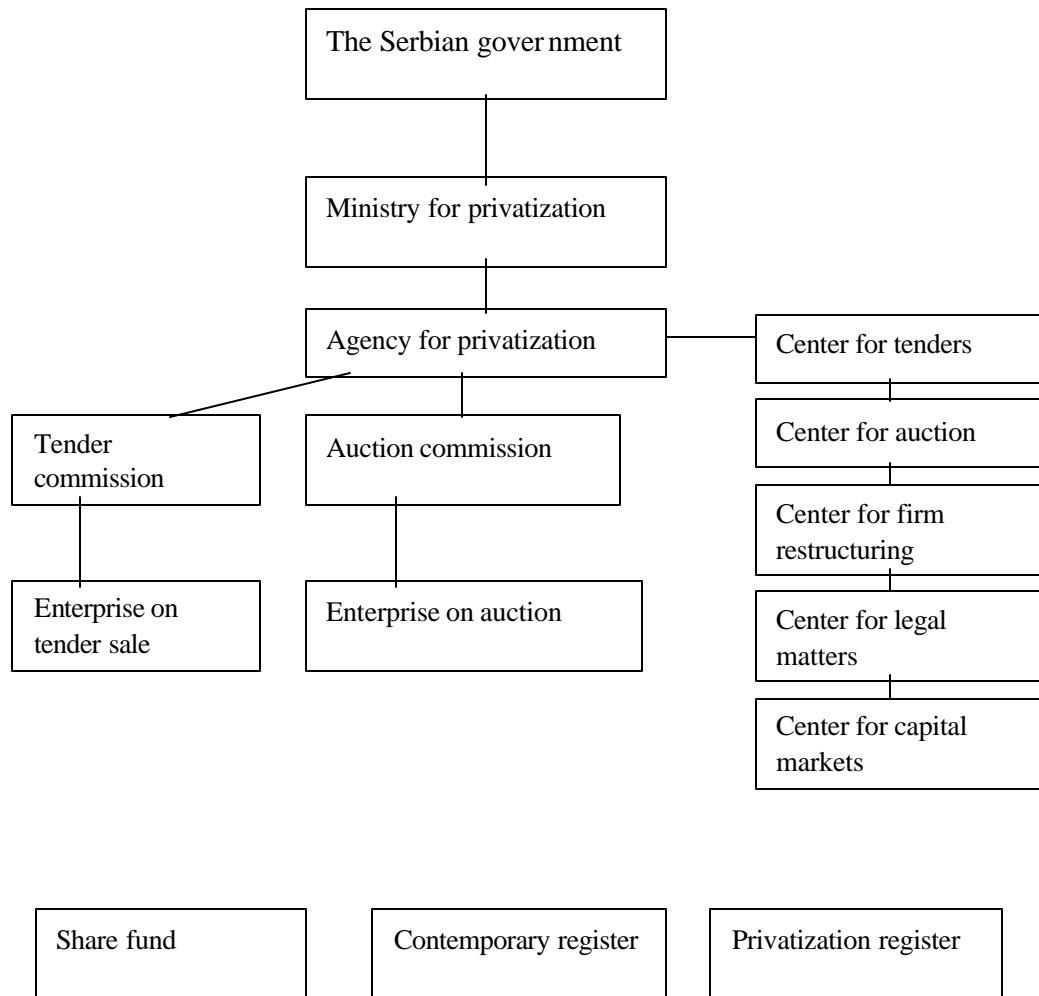 The Serbian government
Ministry for privatization
Agency for privatization
Center for tenders
Tender
commission
Auction commission
Center for auction
Center for firm
restructuring
Enterprise on
tender sale
Enterprise on auction
Center for legal
matters
Center for capital
markets
Share fund
Contemporary register
Privatization register